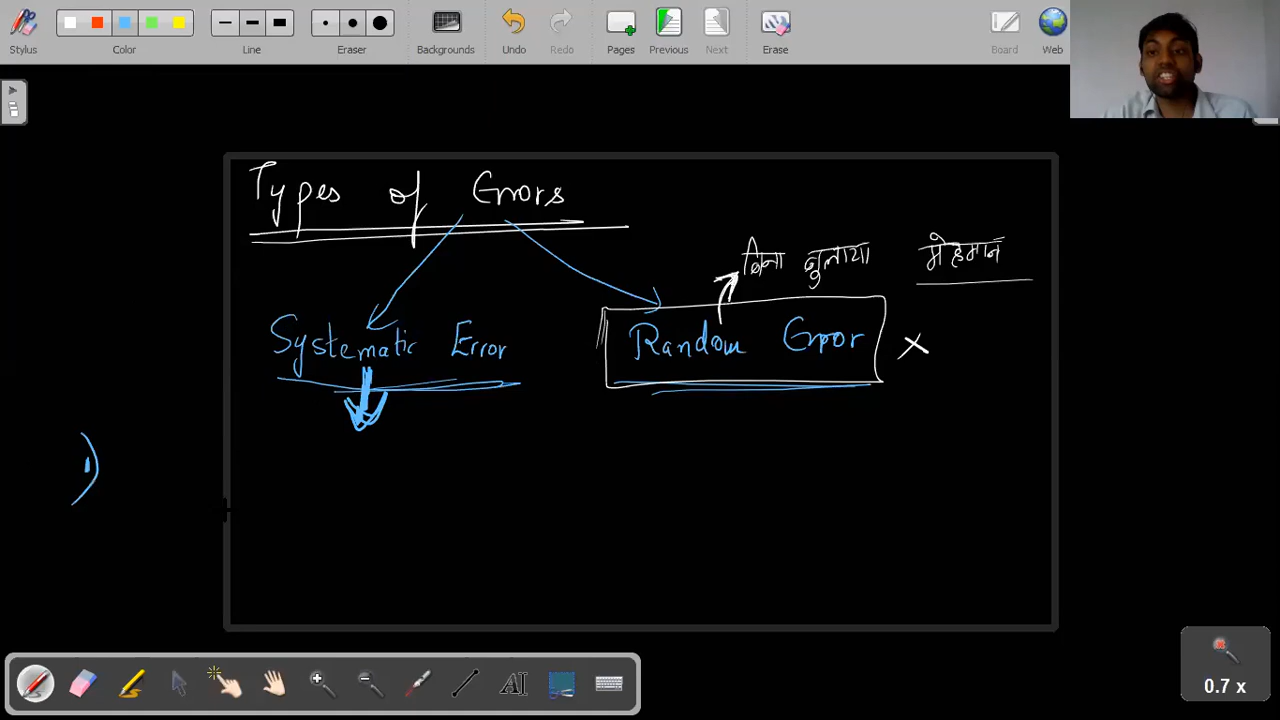 Stylus Color Line Eraser Backgrounds Undo Redo Pages Previous Next Erase Board Web
Types of Errors
बिना बुलाया मेहमान
Systematic Error Random Error ×
1)
0.7 x